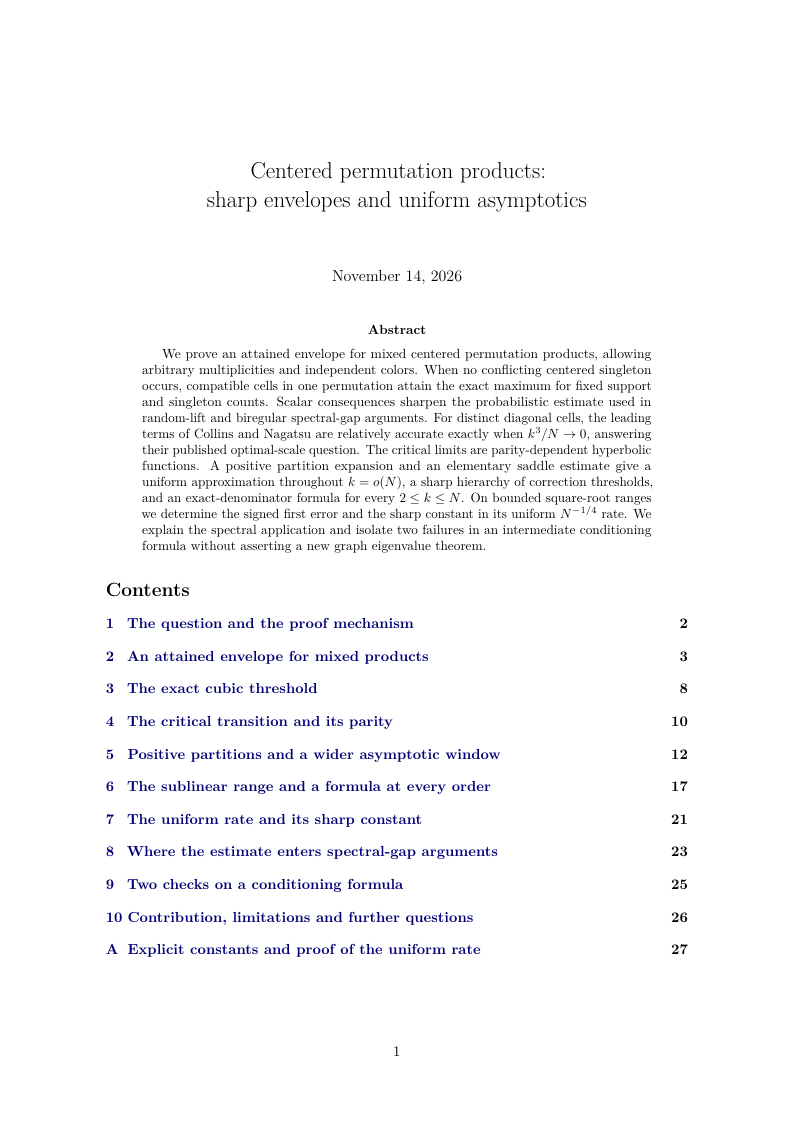 Centered permutation products:
sharp envelopes and uniform asymptotics
November 14, 2026
Abstract
We prove an attained envelope for mixed centered permutation products, allowing
arbitrary multiplicities and independent colors. When no conflicting centered singleton
occurs, compatible cells in one permutation attain the exact maximum for fixed support
and singleton counts. Scalar consequences sharpen the probabilistic estimate used in
random-lift and biregular spectral-gap arguments. For distinct diagonal cells, the leading
terms of Collins and Nagatsu are relatively accurate exactly when k³/N → 0, answering
their published optimal-scale question. The critical limits are parity-dependent hyperbolic
functions. A positive partition expansion and an elementary saddle estimate give a
uniform approximation throughout k = o(N), a sharp hierarchy of correction thresholds,
and an exact-denominator formula for every 2 ≤ k ≤ N. On bounded square-root ranges
we determine the signed first error and the sharp constant in its uniform N^{−1/4} rate. We
explain the spectral application and isolate two failures in an intermediate conditioning
formula without asserting a new graph eigenvalue theorem.
Contents
1 The question and the proof mechanism 2
2 An attained envelope for mixed products 3
3 The exact cubic threshold 8
4 The critical transition and its parity 10
5 Positive partitions and a wider asymptotic window 12
6 The sublinear range and a formula at every order 17
7 The uniform rate and its sharp constant 21
8 Where the estimate enters spectral-gap arguments 23
9 Two checks on a conditioning formula 25
10 Contribution, limitations and further questions 26
A Explicit constants and proof of the uniform rate 27
1